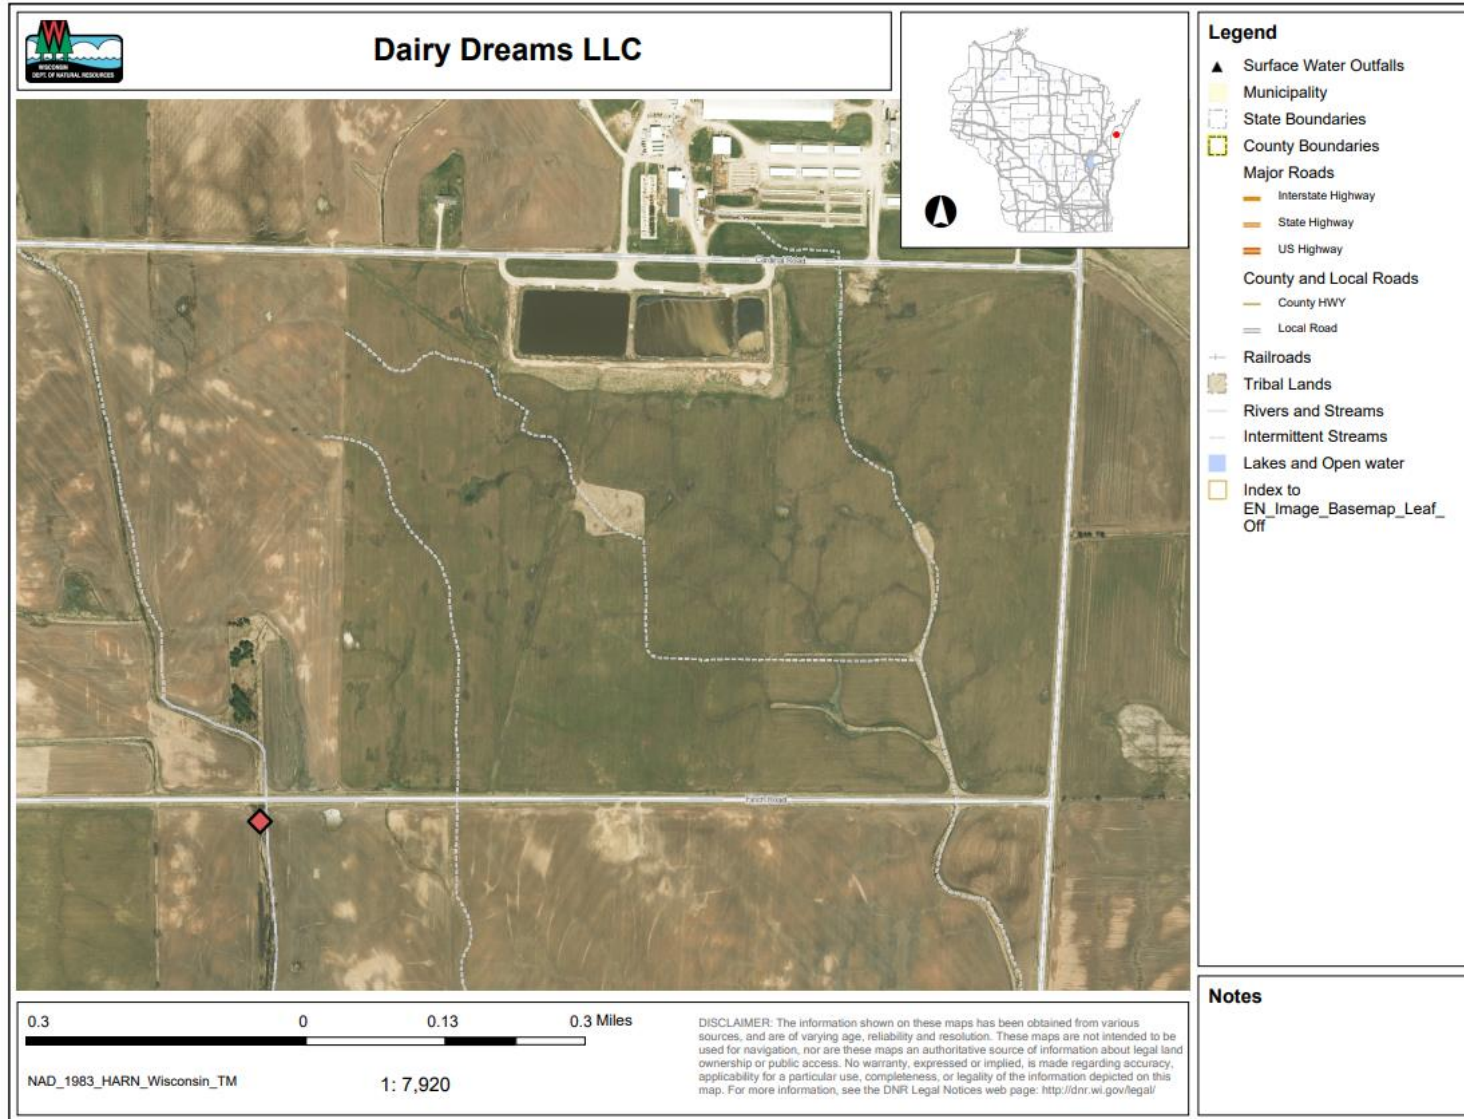 WISCONSIN
DEPT. OF NATURAL RESOURCES
Dairy Dreams LLC
Cardinal Road
Finch Road
Legend
Surface Water Outfalls
Municipality
State Boundaries
County Boundaries
Major Roads
Interstate Highway
State Highway
US Highway
County and Local Roads
County HWY
Local Road
Railroads
Tribal Lands
Rivers and Streams
Intermittent Streams
Lakes and Open water
Index to
EN_Image_Basemap_Leaf_
Off
Notes
0.3 0 0.13 0.3 Miles
NAD_1983_HARN_Wisconsin_TM
1: 7,920
DISCLAIMER: The information shown on these maps has been obtained from various
sources, and are of varying age, reliability and resolution. These maps are not intended to be
used for navigation, nor are these maps an authoritative source of information about legal land
ownership or public access. No warranty, expressed or implied, is made regarding accuracy,
applicability for a particular use, completeness, or legality of the information depicted on this
map. For more information, see the DNR Legal Notices web page: http://dnr.wi.gov/legal/